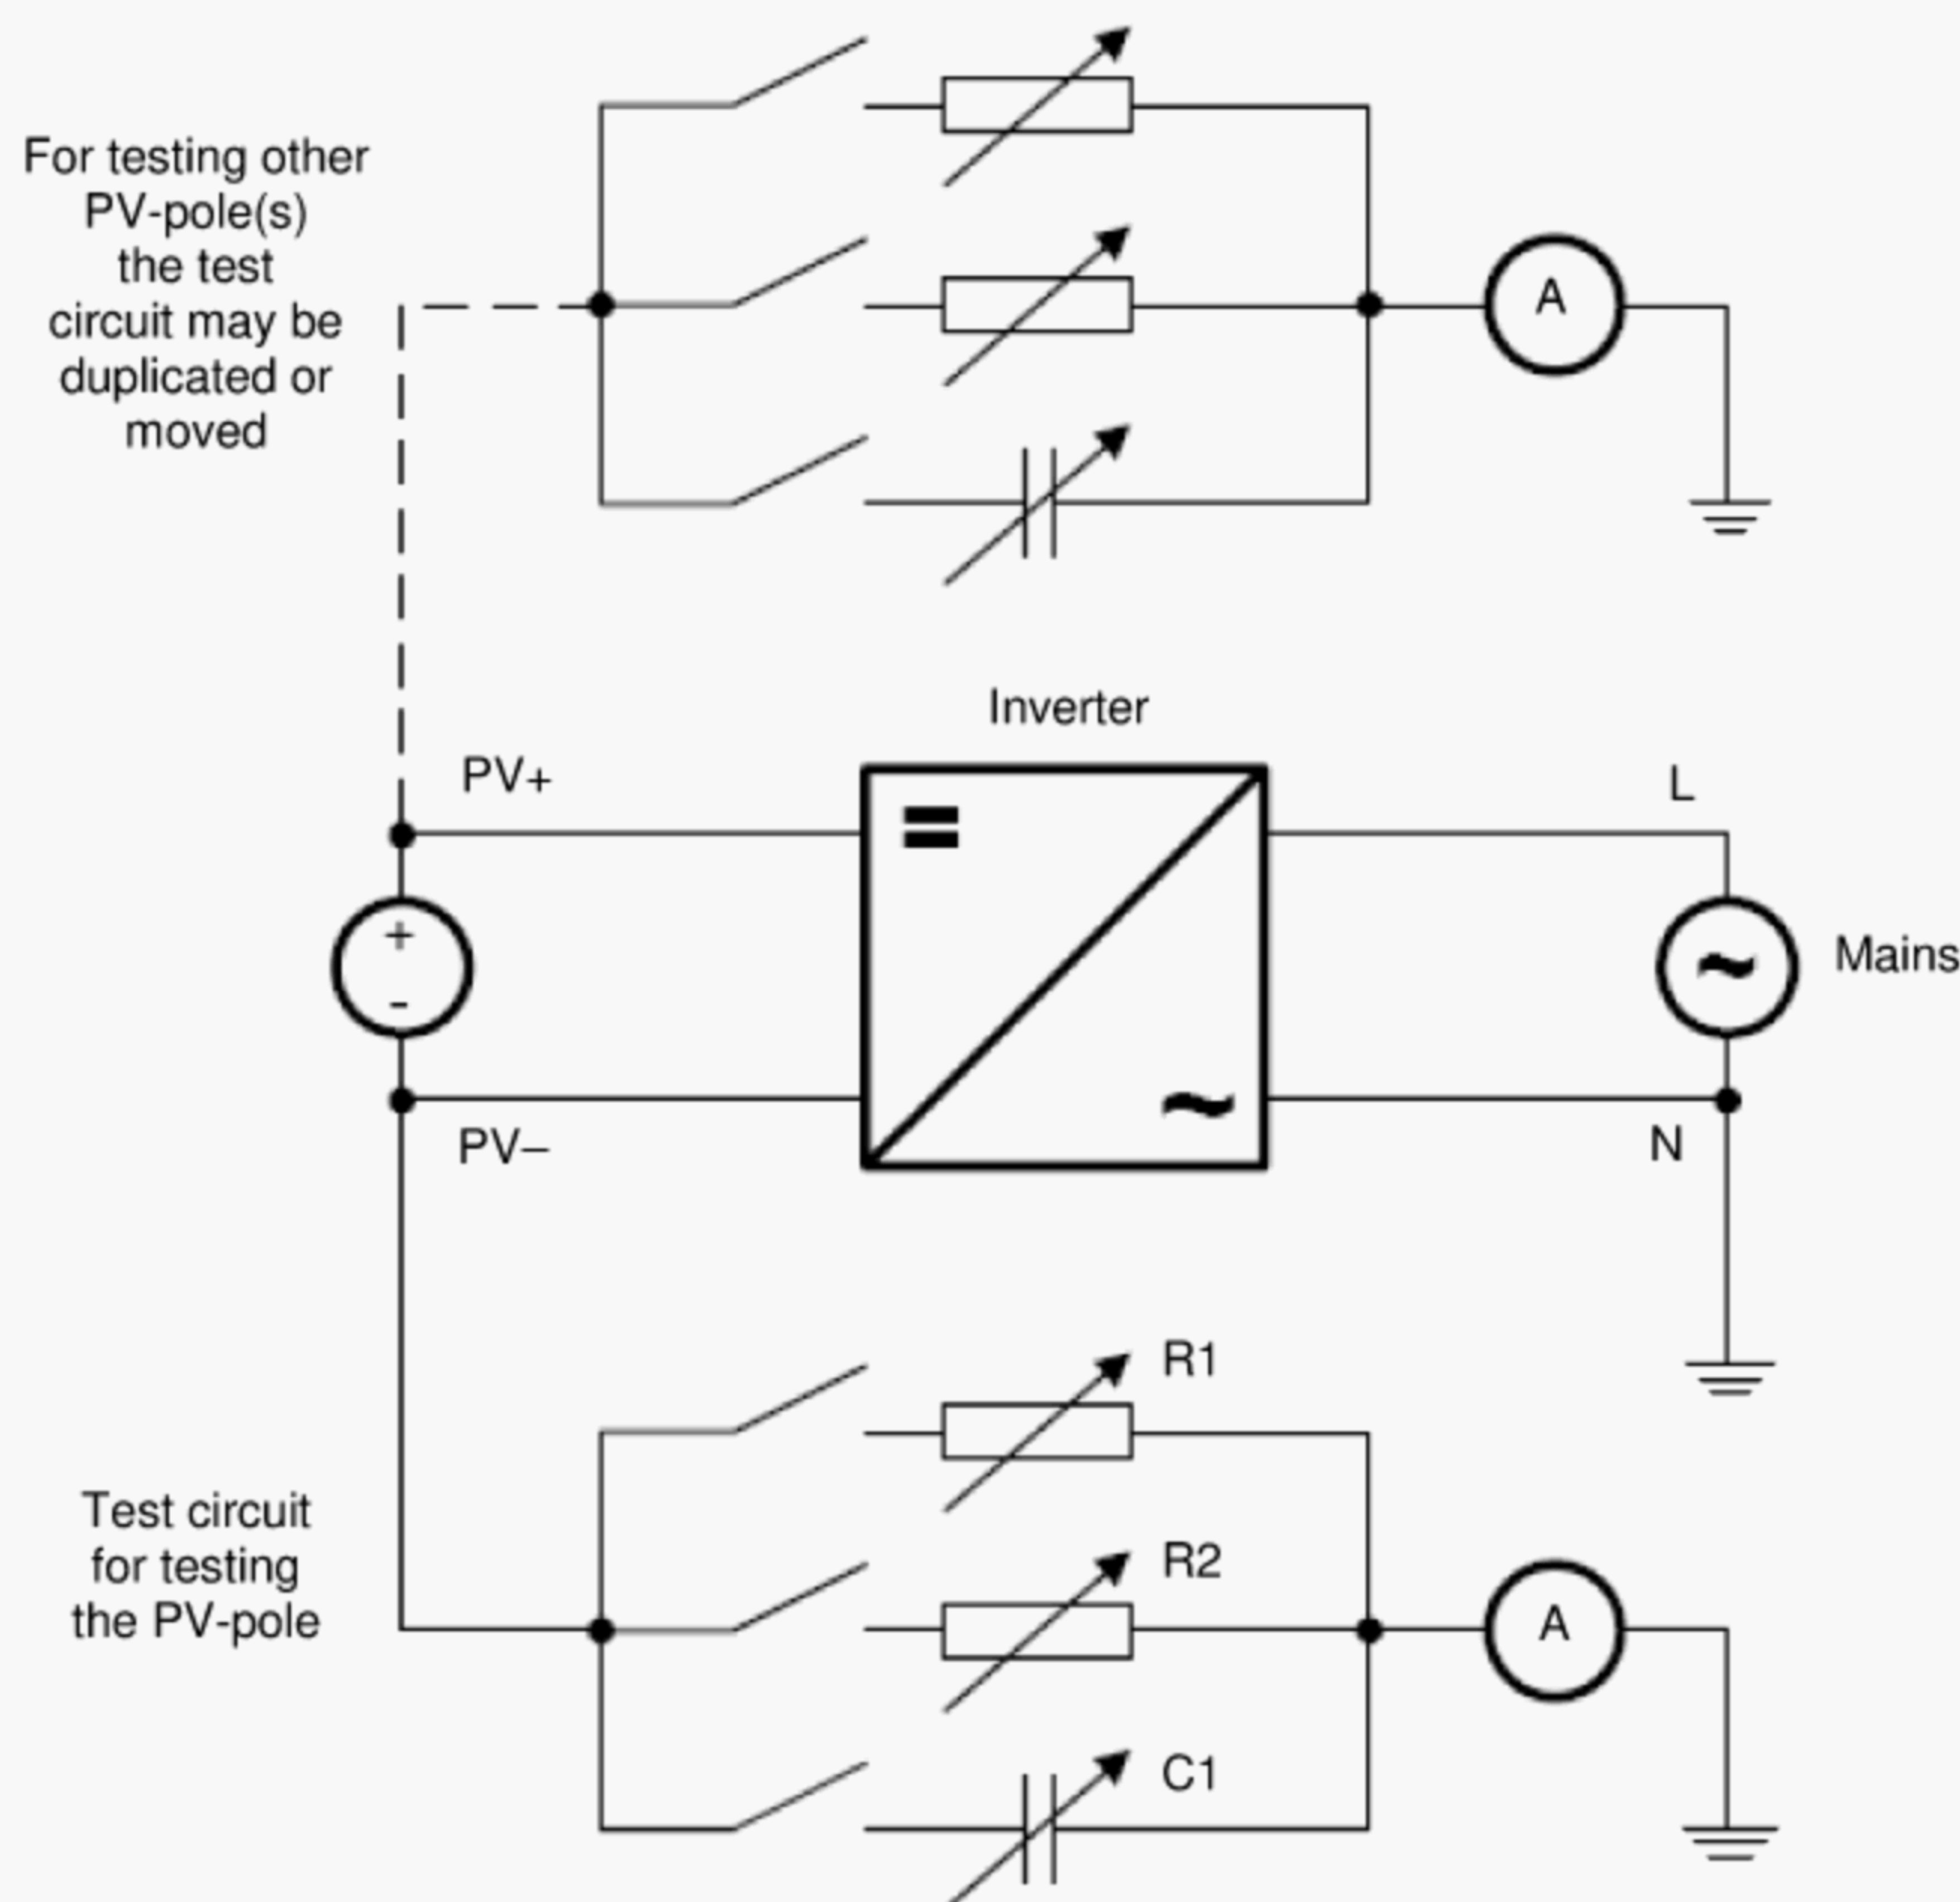 For testing other
PV-pole(s)
the test
circuit may be
duplicated or
moved
A
Inverter
PV+
L
=
+
-
~
Mains
~
PV–
N
R1
R2
Test circuit
for testing
the PV-pole
A
C1